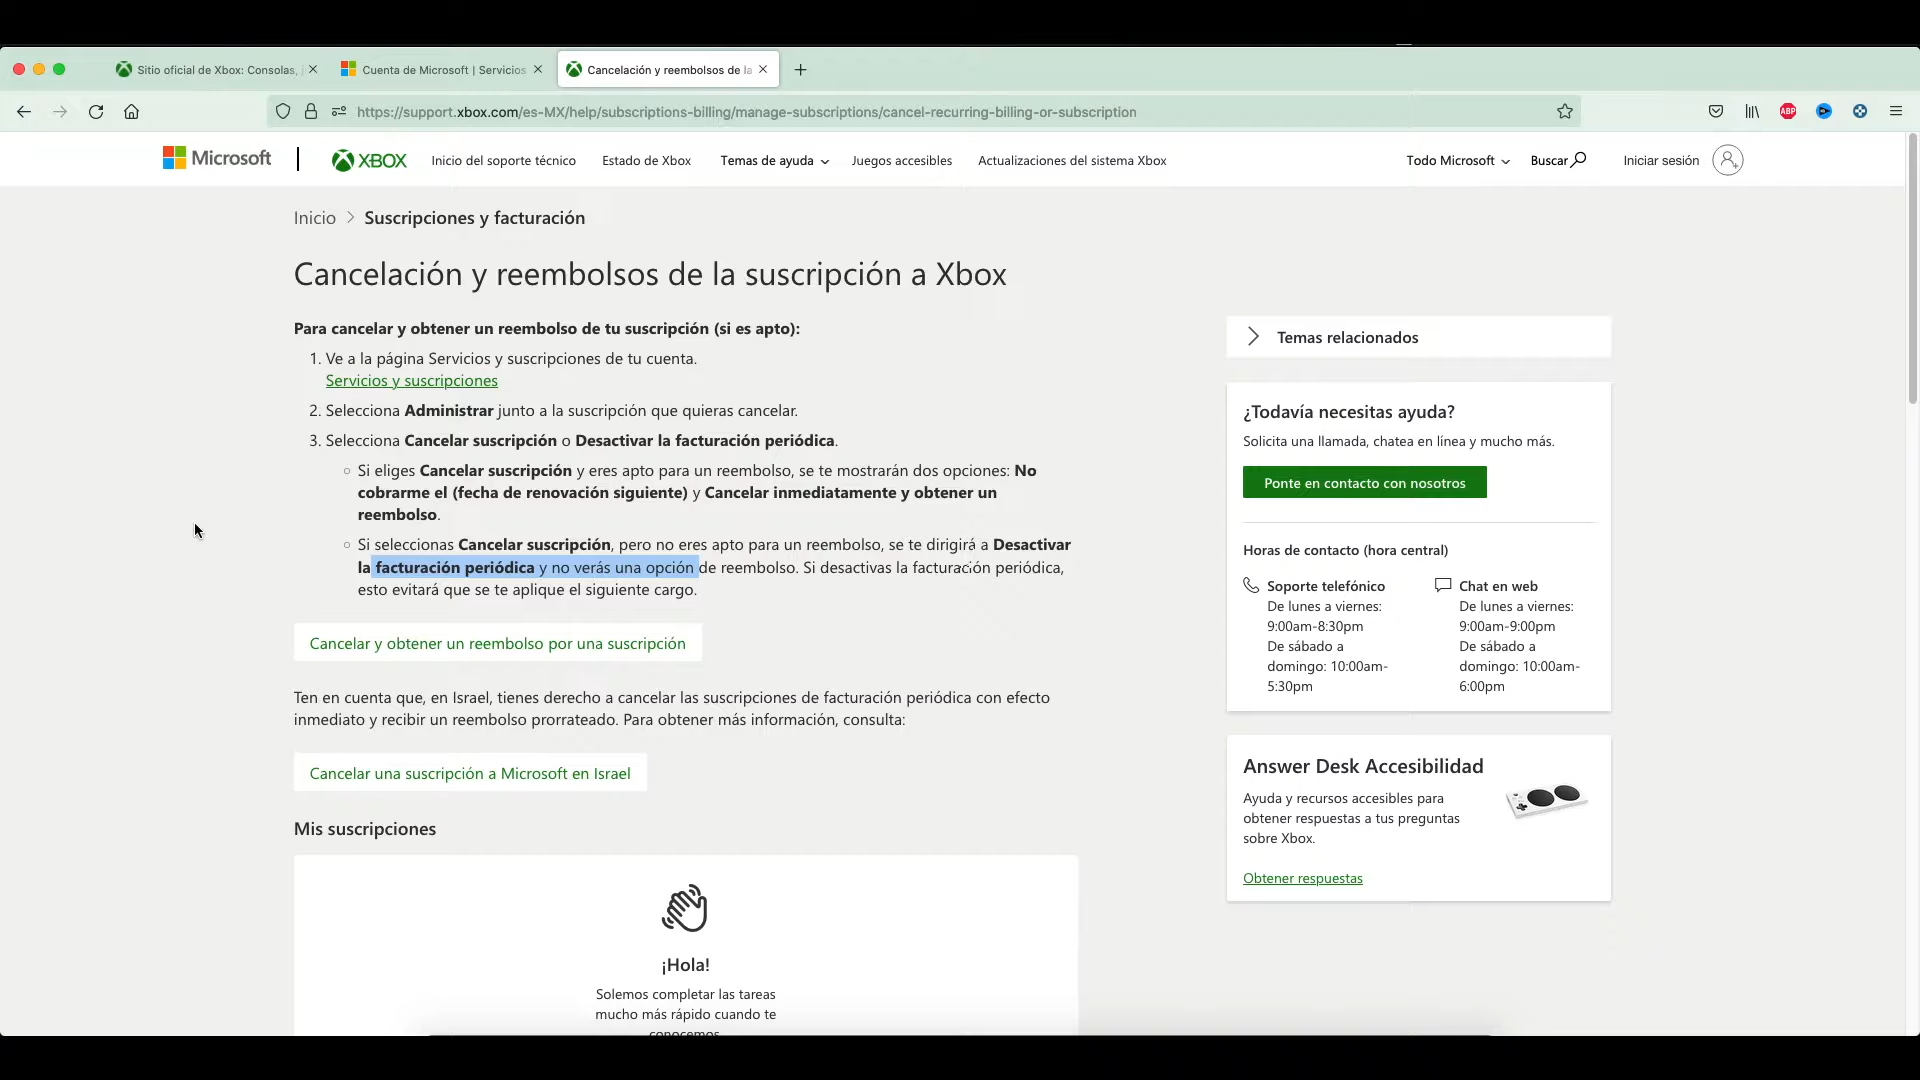 Sitio oficial de Xbox: Consolas, j
Cuenta de Microsoft | Servicios
Cancelación y reembolsos de la
https://support.xbox.com/es-MX/help/subscriptions-billing/manage-subscriptions/cancel-recurring-billing-or-subscription
ABP
Microsoft
XBOX
Inicio del soporte técnico
Estado de Xbox
Temas de ayuda
Juegos accesibles
Actualizaciones del sistema Xbox
Todo Microsoft
Buscar
Iniciar sesión
Inicio > Suscripciones y facturación
Cancelación y reembolsos de la suscripción a Xbox
Para cancelar y obtener un reembolso de tu suscripción (si es apto):
1. Ve a la página Servicios y suscripciones de tu cuenta.
Servicios y suscripciones
2. Selecciona Administrar junto a la suscripción que quieras cancelar.
3. Selecciona Cancelar suscripción o Desactivar la facturación periódica.
Si eliges Cancelar suscripción y eres apto para un reembolso, se te mostrarán dos opciones: No
cobrarme el (fecha de renovación siguiente) y Cancelar inmediatamente y obtener un
reembolso.
Si seleccionas Cancelar suscripción, pero no eres apto para un reembolso, se te dirigirá a Desactivar
la facturación periódica y no verás una opción de reembolso. Si desactivas la facturación periódica,
esto evitará que se te aplique el siguiente cargo.
Cancelar y obtener un reembolso por una suscripción
Ten en cuenta que, en Israel, tienes derecho a cancelar las suscripciones de facturación periódica con efecto
inmediato y recibir un reembolso prorrateado. Para obtener más información, consulta:
Cancelar una suscripción a Microsoft en Israel
Mis suscripciones
¡Hola!
Solemos completar las tareas
mucho más rápido cuando te
conocemos
Temas relacionados
¿Todavía necesitas ayuda?
Solicita una llamada, chatea en línea y mucho más.
Ponte en contacto con nosotros
Horas de contacto (hora central)
Soporte telefónico
De lunes a viernes:
9:00am-8:30pm
De sábado a
domingo: 10:00am-
5:30pm
Chat en web
De lunes a viernes:
9:00am-9:00pm
De sábado a
domingo: 10:00am-
6:00pm
Answer Desk Accesibilidad
Ayuda y recursos accesibles para
obtener respuestas a tus preguntas
sobre Xbox.
Obtener respuestas